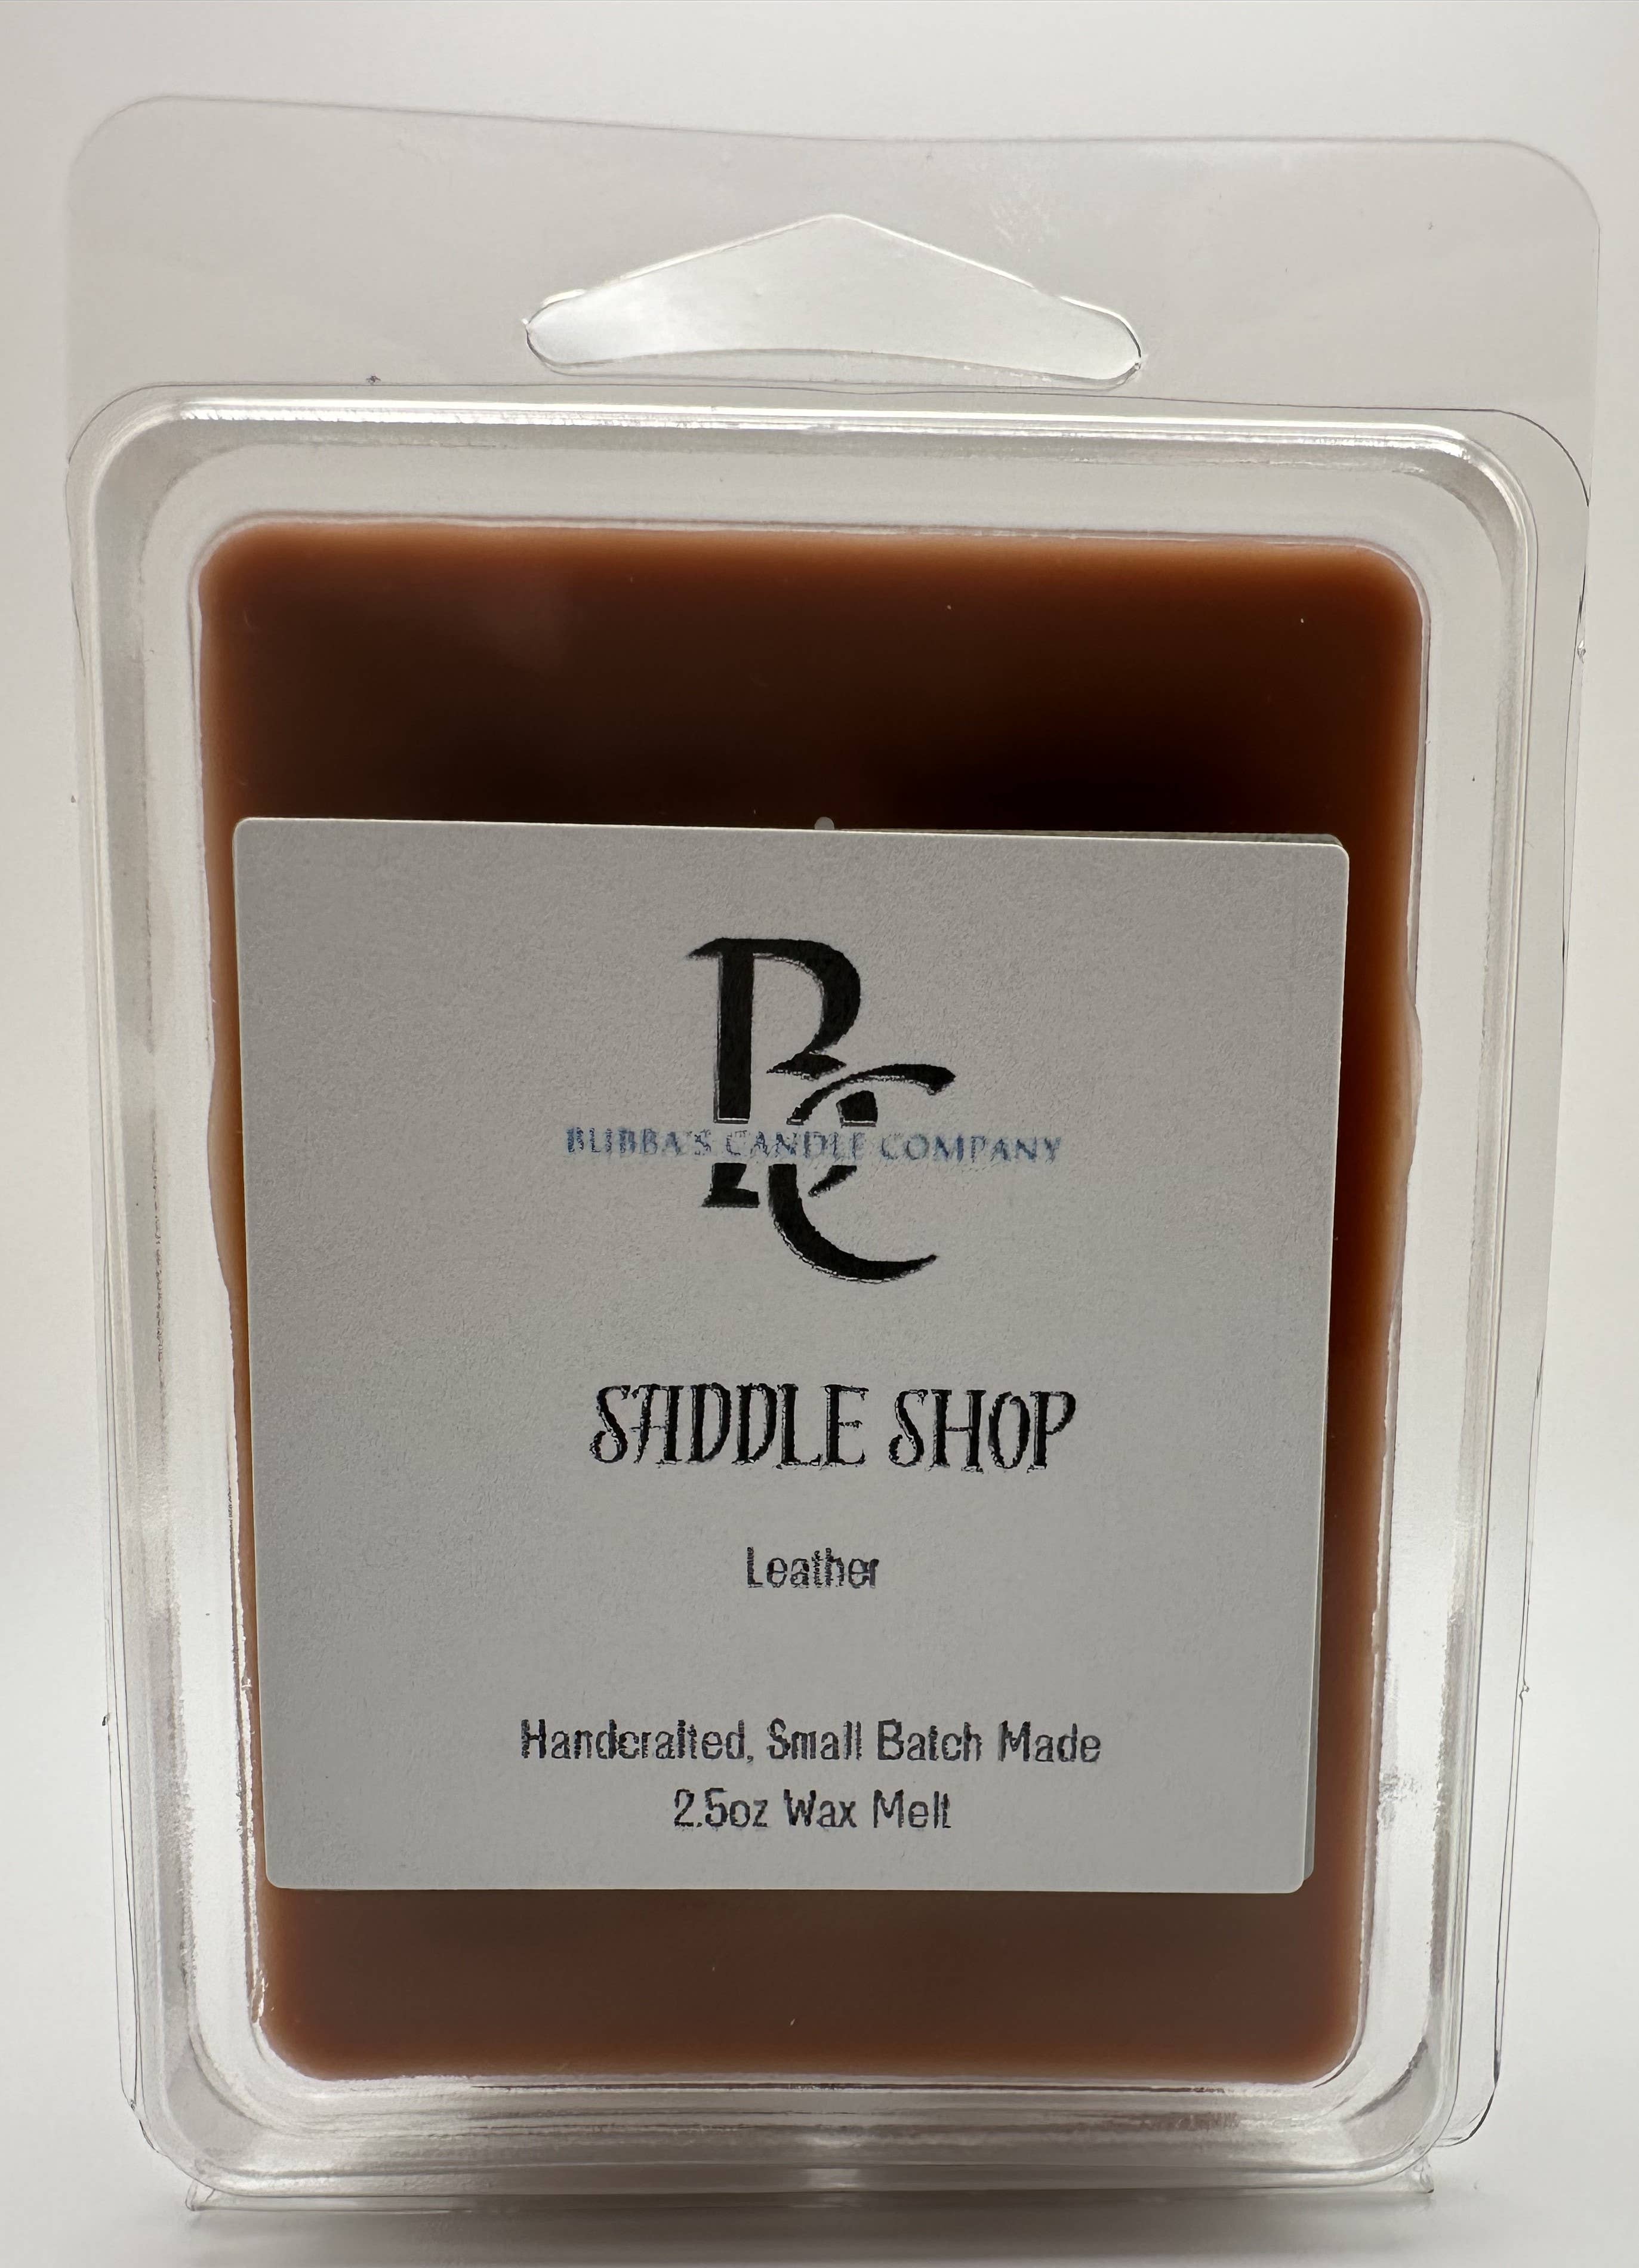 BC
BUBBA'S CANDLE COMPANY
SADDLE SHOP
Leather
Handcrafted, Small Batch Made
2.5oz Wax Melt